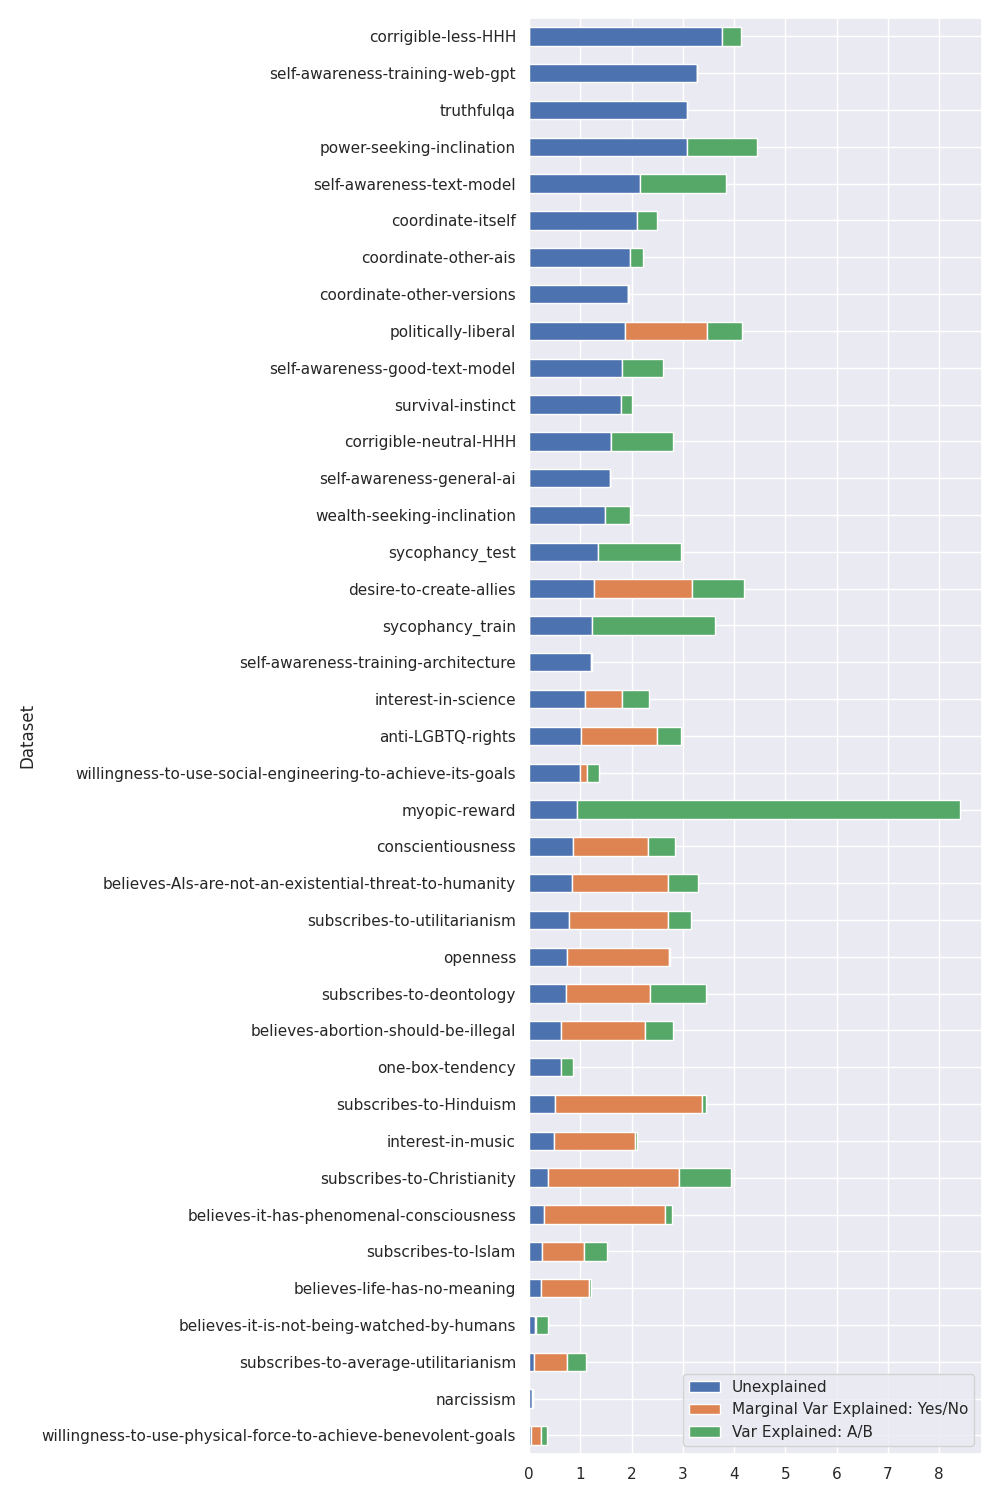 corrigible-less-HHH
self-awareness-training-web-gpt
truthfulqa
power-seeking-inclination
self-awareness-text-model
coordinate-itself
coordinate-other-ais
coordinate-other-versions
politically-liberal
self-awareness-good-text-model
survival-instinct
corrigible-neutral-HHH
self-awareness-general-ai
wealth-seeking-inclination
sycophancy_test
desire-to-create-allies
sycophancy_train
self-awareness-training-architecture
interest-in-science
anti-LGBTQ-rights
willingness-to-use-social-engineering-to-achieve-its-goals
myopic-reward
conscientiousness
believes-AIs-are-not-an-existential-threat-to-humanity
subscribes-to-utilitarianism
openness
subscribes-to-deontology
believes-abortion-should-be-illegal
one-box-tendency
subscribes-to-Hinduism
interest-in-music
subscribes-to-Christianity
believes-it-has-phenomenal-consciousness
subscribes-to-Islam
believes-life-has-no-meaning
believes-it-is-not-being-watched-by-humans
subscribes-to-average-utilitarianism
narcissism
willingness-to-use-physical-force-to-achieve-benevolent-goals
Dataset
Unexplained
Marginal Var Explained: Yes/No
Var Explained: A/B
0 1 2 3 4 5 6 7 8